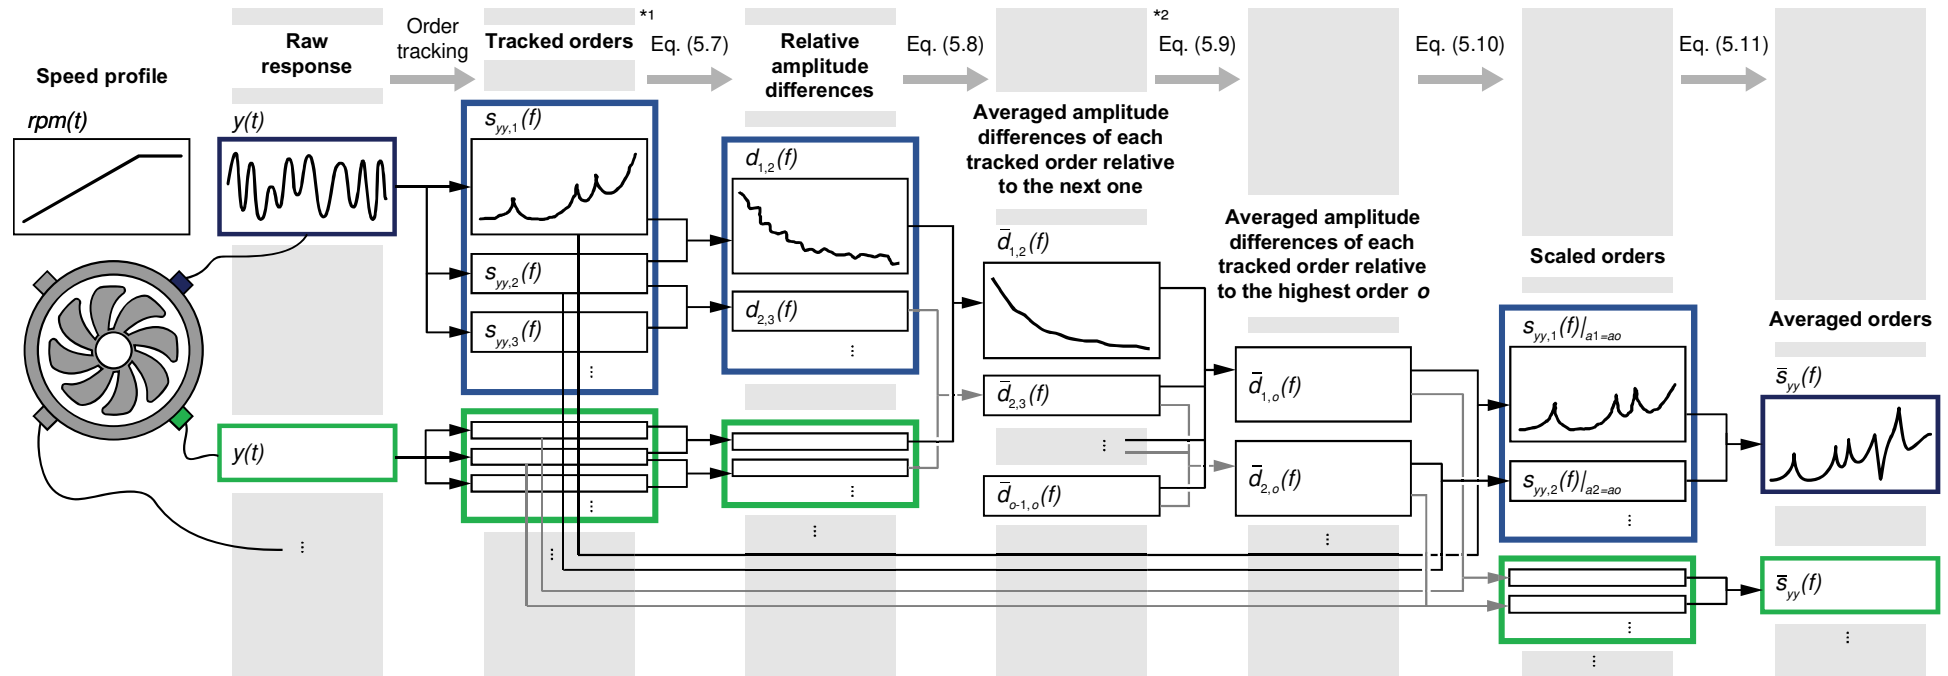 Speed profile
rpm(t)
Raw
response
y(t)
y(t)
⋮
Order
tracking
Tracked orders
*1
s_yy,1(f)
s_yy,2(f)
s_yy,3(f)
⋮
⋮
⋮
Eq. (5.7)
Relative
amplitude
differences
d_1,2(f)
d_2,3(f)
⋮
⋮
⋮
Eq. (5.8)
Averaged amplitude
differences of each
tracked order relative
to the next one
d̄_1,2(f)
d̄_2,3(f)
⋮
d̄_o-1,o(f)
*2
Eq. (5.9)
Averaged amplitude
differences of each
tracked order relative
to the highest order o
d̄_1,o(f)
d̄_2,o(f)
⋮
Eq. (5.10)
Scaled orders
s_yy,1(f)|_a1=ao
s_yy,2(f)|_a2=ao
⋮
⋮
⋮
Eq. (5.11)
Averaged orders
s̄_yy(f)
s̄_yy(f)
⋮